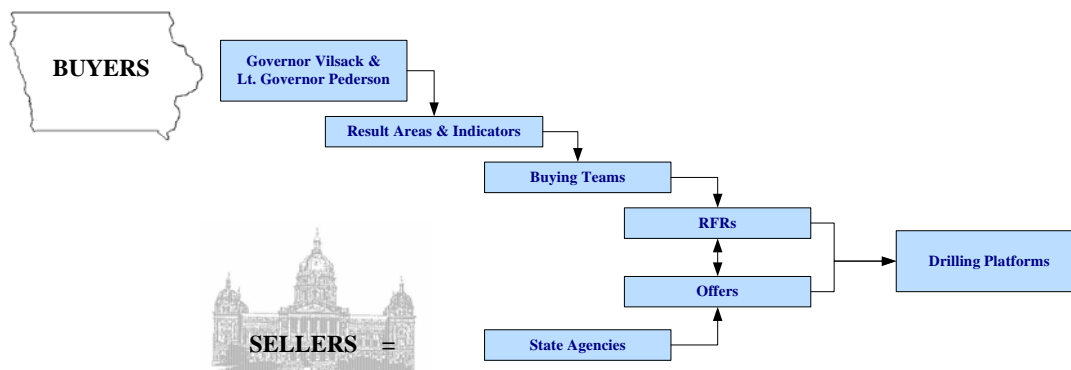 BUYERS
Governor Vilsack &
Lt. Governor Pederson
Result Areas & Indicators
Buying Teams
RFRs
Drilling Platforms
Offers
SELLERS =
State Agencies